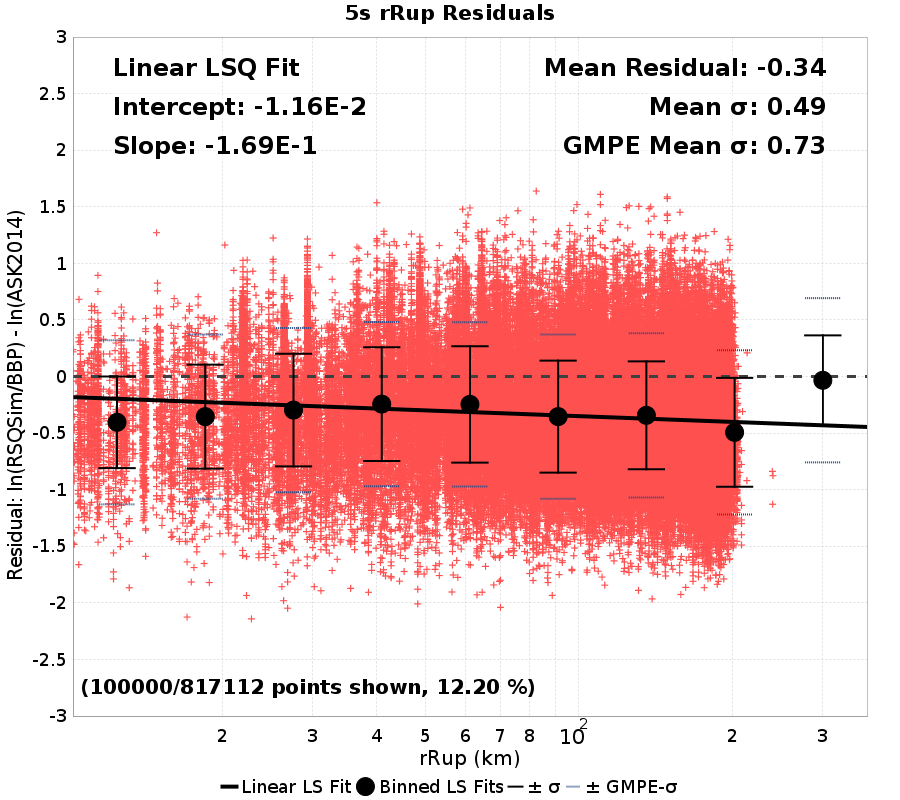 5s rRup Residuals
Linear LSQ Fit
Intercept: -1.16E-2
Slope: -1.69E-1
Mean Residual: -0.34
Mean σ: 0.49
GMPE Mean σ: 0.73
Residual: ln(RSQSim/BBP) - ln(ASK2014)
3
2.5
2
1.5
1
0.5
0
-0.5
-1
-1.5
-2
-2.5
-3
(100000/817112 points shown, 12.20 %)
2 3 4 5 6 7 8 10² 2 3
rRup (km)
Linear LS Fit Binned LS Fits ± σ ± GMPE-σ